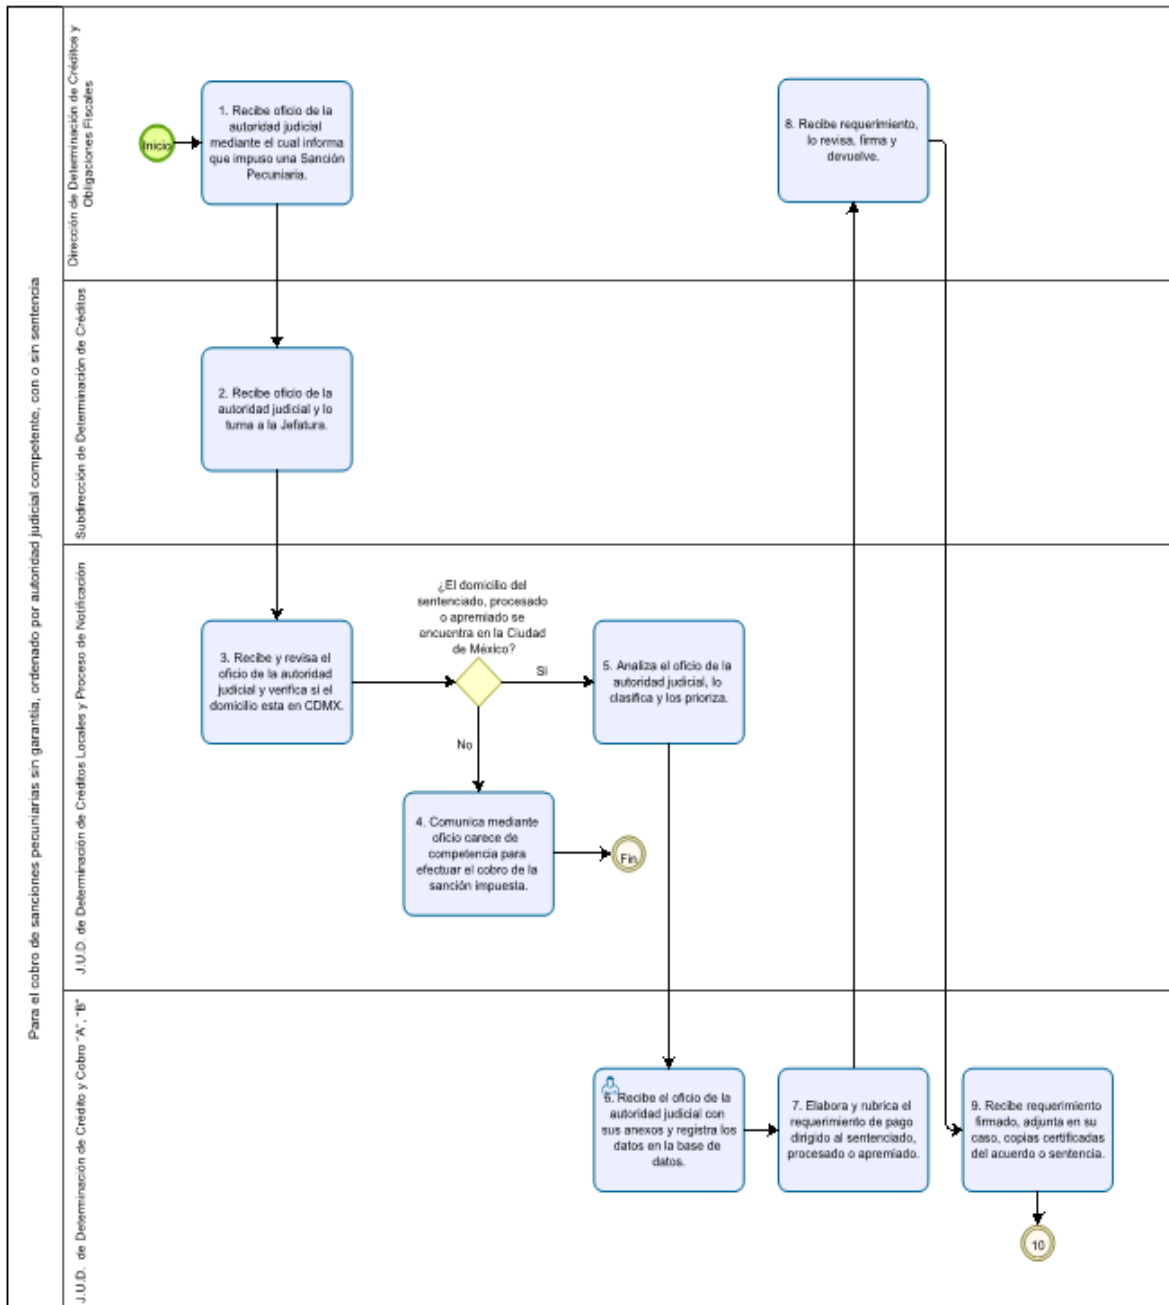 Para el cobro de sanciones pecuniarias sin garantía, ordenado por autoridad judicial competente, con o sin sentencia
Dirección de Determinación de Créditos y
Obligaciones Fiscales
Inicio
1. Recibe oficio de la
autoridad judicial
mediante el cual informa
que impuso una Sanción
Pecuniaria.
8. Recibe requerimiento,
lo revisa, firma y
devuelve.
Subdirección de Determinación de Créditos
2. Recibe oficio de la
autoridad judicial y lo
turna a la Jefatura.
J.U.D. de Determinación de Créditos Locales y Proceso de Notificación
3. Recibe y revisa el
oficio de la autoridad
judicial y verifica si el
domicilio esta en CDMX.
¿El domicilio del
sentenciado, procesado
o apremiado se
encuentra en la Ciudad
de México?
Si
No
5. Analiza el oficio de la
autoridad judicial, lo
clasifica y los prioriza.
4. Comunica mediante
oficio carece de
competencia para
efectuar el cobro de la
sanción impuesta.
Fin
J.U.D. de Determinación de Crédito y Cobro "A", "B"
6. Recibe el oficio de la
autoridad judicial con
sus anexos y registra los
datos en la base de
datos.
7. Elabora y rubrica el
requerimiento de pago
dirigido al sentenciado,
procesado o apremiado.
9. Recibe requerimiento
firmado, adjunta en su
caso, copias certificadas
del acuerdo o sentencia.
10